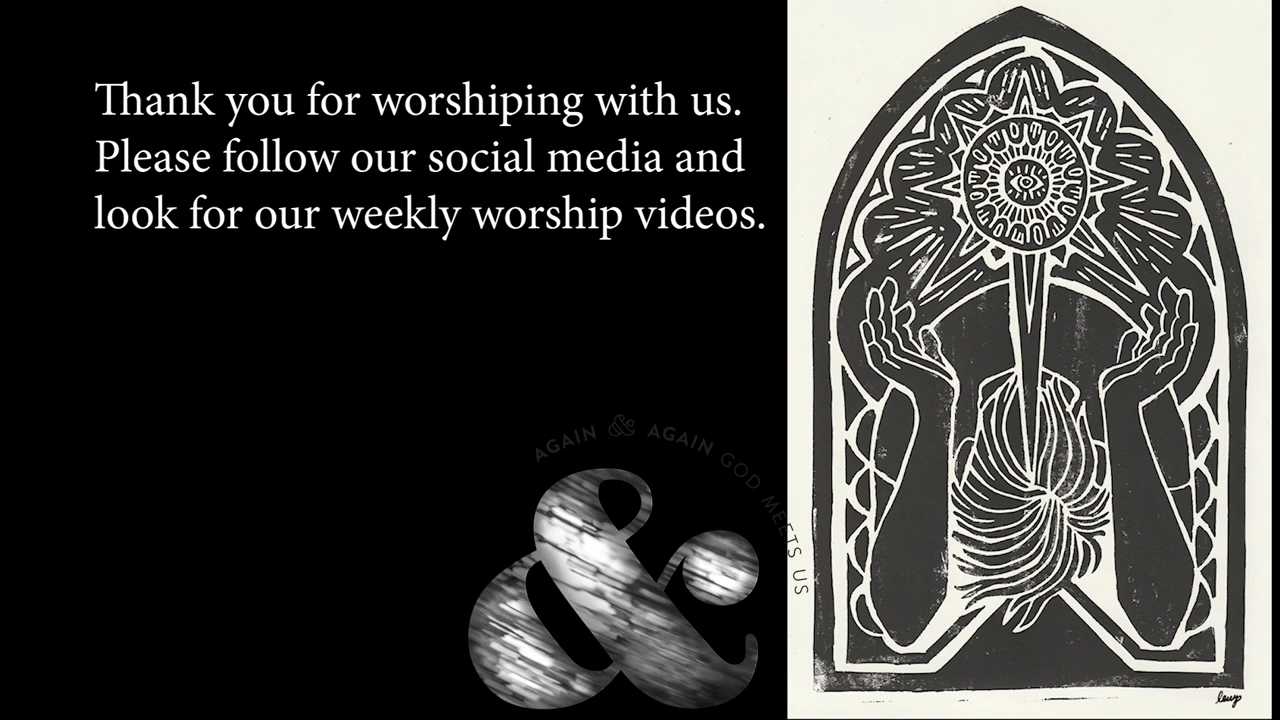 Thank you for worshiping with us.
Please follow our social media and
look for our weekly worship videos.
AGAIN & AGAIN GOD MEETS US
&